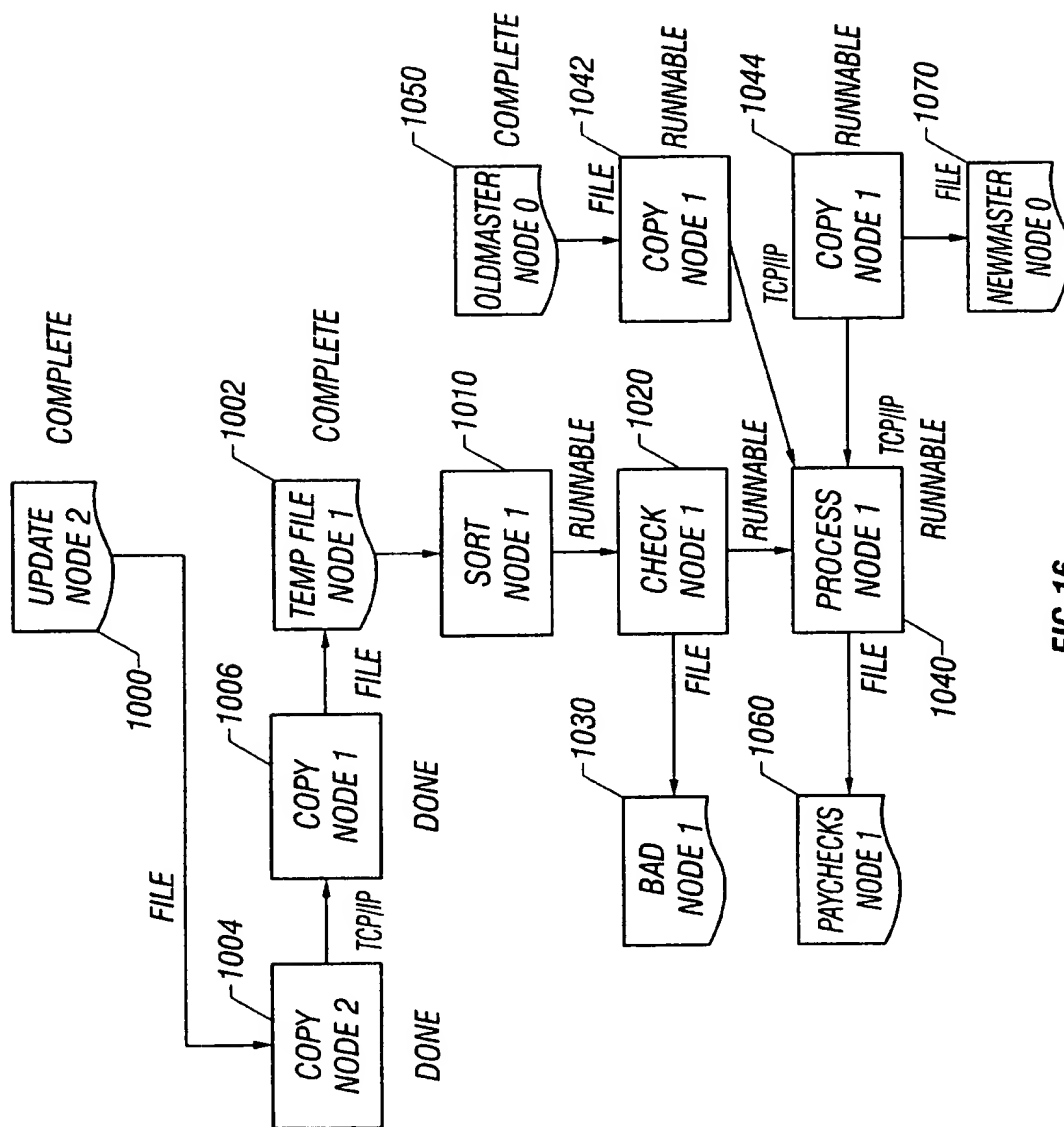 UPDATE
NODE 2
COMPLETE
1000
FILE
1004
COPY
NODE 2
DONE
TCP/IP
1006
COPY
NODE 1
DONE
FILE
1002
TEMP FILE
NODE 1
COMPLETE
1010
SORT
NODE 1
RUNNABLE
1020
CHECK
NODE 1
RUNNABLE
FILE
1030
BAD
NODE 1
1050
OLDMASTER
NODE 0
COMPLETE
FILE
1042
COPY
NODE 1
RUNNABLE
TCP/IP
1044
COPY
NODE 1
RUNNABLE
TCP/IP
PROCESS
NODE 1
RUNNABLE
1040
FILE
1060
PAYCHECKS
NODE 1
FILE
1070
NEWMASTER
NODE 0
FIG. 16